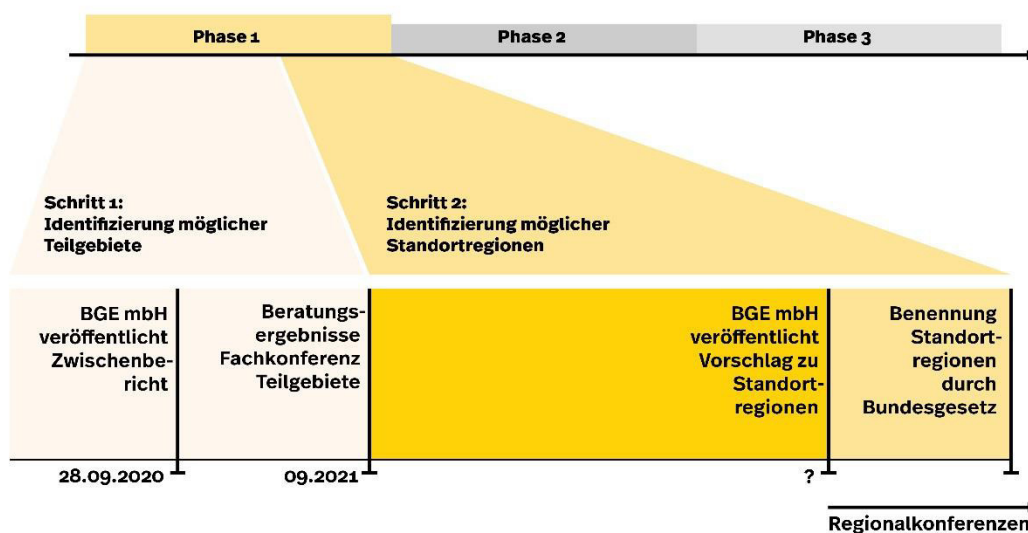 Phase 1
Phase 2
Phase 3
Schritt 1:
Identifizierung möglicher
Teilgebiete
Schritt 2:
Identifizierung möglicher
Standortregionen
BGE mbH
veröffentlicht
Zwischenbe-
richt
Beratungs-
ergebnisse
Fachkonferenz
Teilgebiete
BGE mbH
veröffentlicht
Vorschlag zu
Standort-
regionen
Benennung
Standort-
regionen
durch
Bundesgesetz
28.09.2020
09.2021
?
Regionalkonferenzen